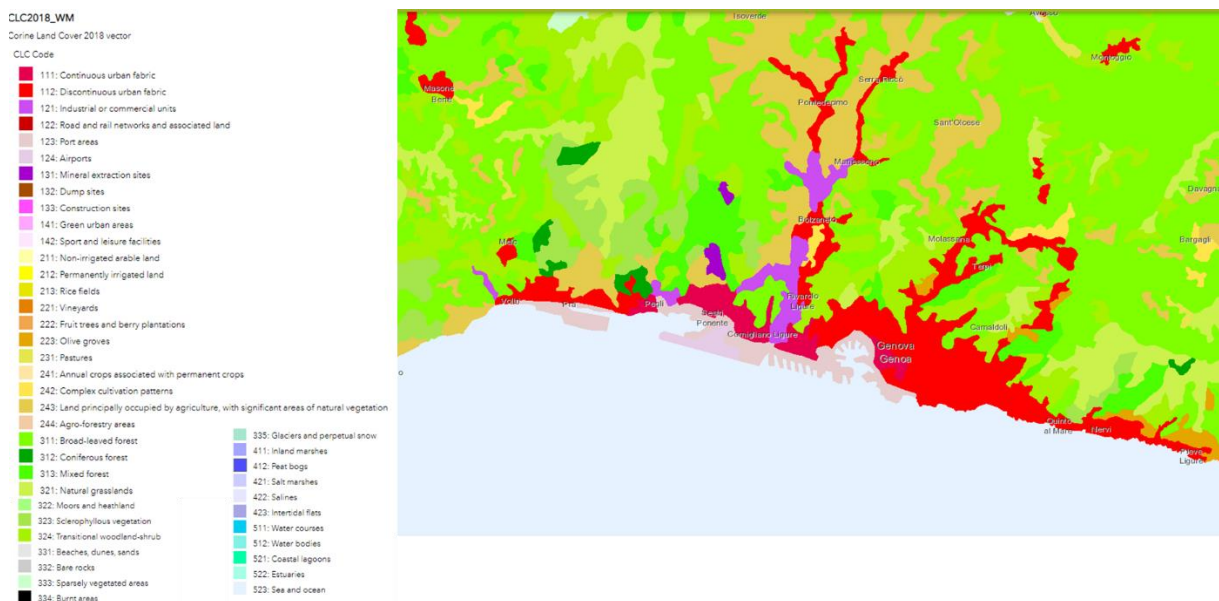 CLC2018_WM
Corine Land Cover 2018 vector
CLC Code
111: Continuous urban fabric
112: Discontinuous urban fabric
121: Industrial or commercial units
122: Road and rail networks and associated land
123: Port areas
124: Airports
131: Mineral extraction sites
132: Dump sites
133: Construction sites
141: Green urban areas
142: Sport and leisure facilities
211: Non-irrigated arable land
212: Permanently irrigated land
213: Rice fields
221: Vineyards
222: Fruit trees and berry plantations
223: Olive groves
231: Pastures
241: Annual crops associated with permanent crops
242: Complex cultivation patterns
243: Land principally occupied by agriculture, with significant areas of natural vegetation
244: Agro-forestry areas
311: Broad-leaved forest
312: Coniferous forest
313: Mixed forest
321: Natural grasslands
322: Moors and heathland
323: Sclerophyllous vegetation
324: Transitional woodland-shrub
331: Beaches, dunes, sands
332: Bare rocks
333: Sparsely vegetated areas
334: Burnt areas
335: Glaciers and perpetual snow
411: Inland marshes
412: Peat bogs
421: Salt marshes
422: Salines
423: Intertidal flats
511: Water courses
512: Water bodies
521: Coastal lagoons
522: Estuaries
523: Sea and ocean
Isoverde
Masone
Serra Riccò
Montoggio
Pontedecimo
Sant'Olcese
Davagna
Bolzaneto
Mele
Molassana
Bargagli
Voltri
Pra
Pegli
Rivarolo
Ligure
Sestri
Ponente
Cornigliano Ligure
Camaldoli
Genova
Genoa
Quinto
al Mare
Nervi
Pieve
Ligure